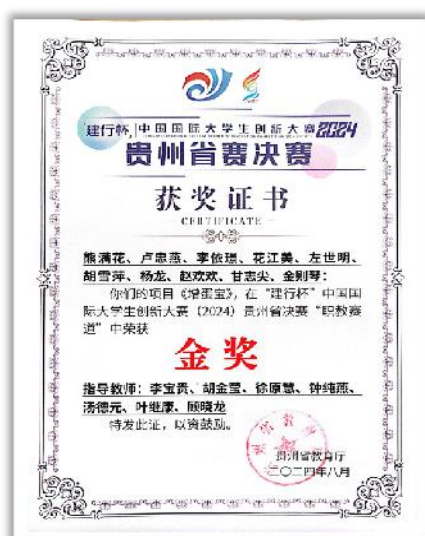 建行杯 中国国际大学生创新大赛2024
贵州省赛决赛
获奖证书
CERTIFICATE
熊满花、卢忠燕、李依璟、花江美、左世明、
胡雪萍、杨龙、赵欢欢、甘志尖、金则琴：
你们的项目《增蛋宝》，在“建行杯”中国国
际大学生创新大赛（2024）贵州省决赛“职教赛
道”中荣获
金奖
指导教师：李宝贵、胡金莹、徐原慧、钟纯燕、
汤德元、叶继康、顾晓龙
特发此证，以资鼓励。
贵州省教育厅
二〇二四年八月